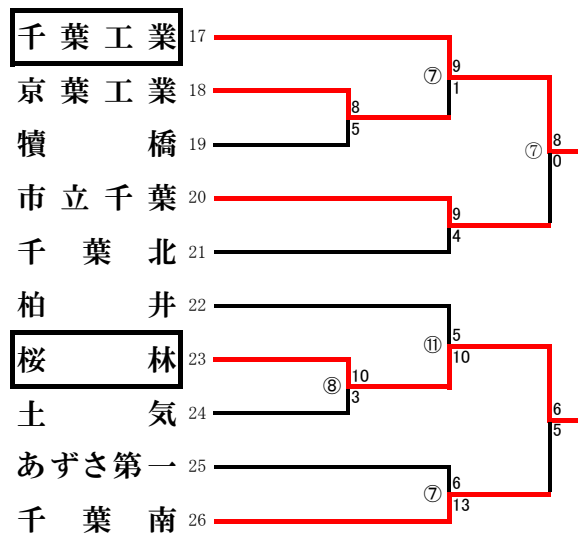 千葉工業 17
京葉工業 18
犢橋 19
市立千葉 20
千葉北 21
柏井 22
桜林 23
土気 24
あずさ第一 25
千葉南 26
8
5
⑦
9
1
9
4
⑦
8
0
⑧
10
3
⑪
5
10
⑦
6
13
6
5